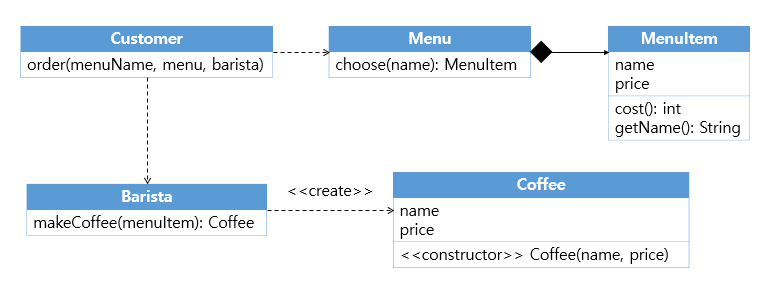 Customer
order(menuName, menu, barista)
Menu
choose(name): MenuItem
MenuItem
name
price
cost(): int
getName(): String
Barista
makeCoffee(menuItem): Coffee
<<create>>
Coffee
name
price
<<constructor>> Coffee(name, price)